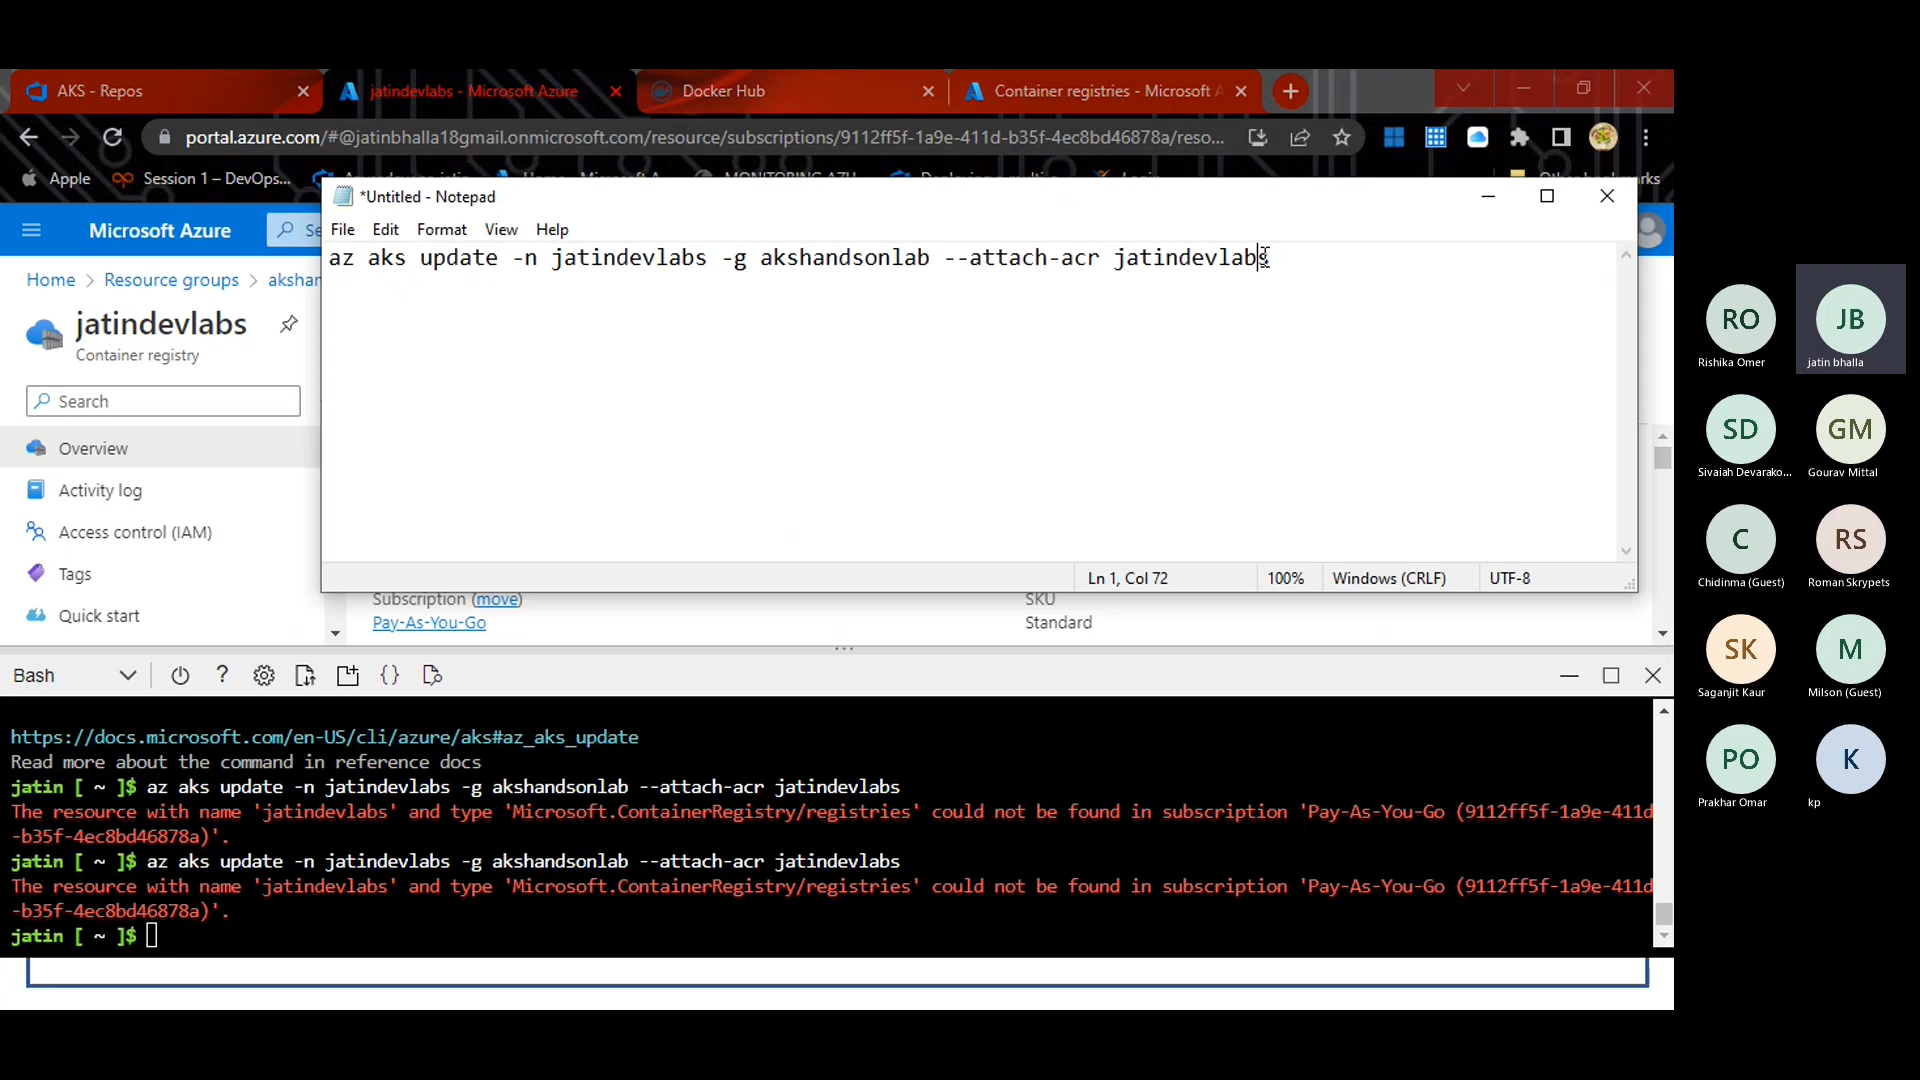 AKS - Repos
jatindevlabs - Microsoft Azure
Docker Hub
Container registries - Microsoft A
portal.azure.com/#@jatinbhalla18gmail.onmicrosoft.com/resource/subscriptions/9112ff5f-1a9e-411d-b35f-4ec8bd46878a/reso...
Apple
Session 1 – DevOps...
*Untitled - Notepad
File Edit Format View Help
az aks update -n jatindevlabs -g akshandsonlab --attach-acr jatindevlabs
Ln 1, Col 72
100%
Windows (CRLF)
UTF-8
Microsoft Azure
Se
Home > Resource groups > akshan
jatindevlabs
Container registry
Search
Overview
Activity log
Access control (IAM)
Tags
Quick start
Subscription (move)
Pay-As-You-Go
SKU
Standard
Bash
https://docs.microsoft.com/en-US/cli/azure/aks#az_aks_update
Read more about the command in reference docs
jatin [ ~ ]$ az aks update -n jatindevlabs -g akshandsonlab --attach-acr jatindevlabs
The resource with name 'jatindevlabs' and type 'Microsoft.ContainerRegistry/registries' could not be found in subscription 'Pay-As-You-Go (9112ff5f-1a9e-411d
-b35f-4ec8bd46878a)'.
jatin [ ~ ]$ az aks update -n jatindevlabs -g akshandsonlab --attach-acr jatindevlabs
The resource with name 'jatindevlabs' and type 'Microsoft.ContainerRegistry/registries' could not be found in subscription 'Pay-As-You-Go (9112ff5f-1a9e-411d
-b35f-4ec8bd46878a)'.
jatin [ ~ ]$
RO
Rishika Omer
JB
jatin bhalla
SD
Sivaiah Devarako...
GM
Gourav Mittal
C
Chidinma (Guest)
RS
Roman Skrypets
SK
Saganjit Kaur
M
Milson (Guest)
PO
Prakhar Omar
K
kp